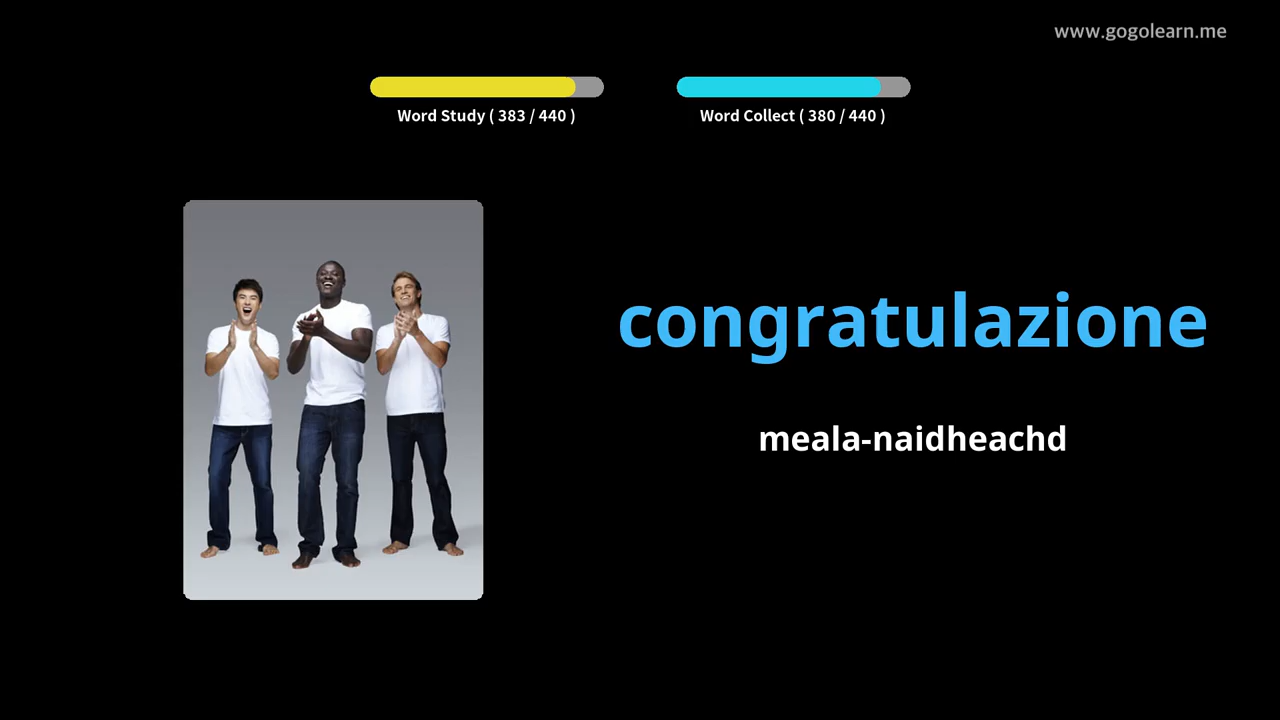 www.gogolearn.me
Word Study ( 383 / 440 )
Word Collect ( 380 / 440 )
congratulazione
meala-naidheachd